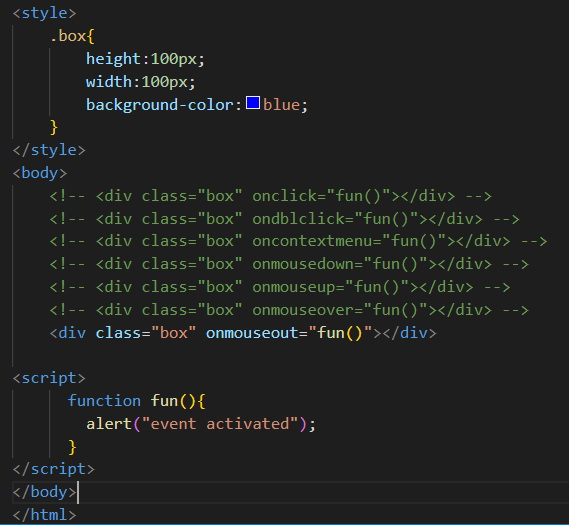 <style>
.box{
height:100px;
width:100px;
background-color:blue;
}
</style>
<body>
<!-- <div class="box" onclick="fun()"></div> -->
<!-- <div class="box" ondblclick="fun()"></div> -->
<!-- <div class="box" oncontextmenu="fun()"></div> -->
<!-- <div class="box" onmousedown="fun()"></div> -->
<!-- <div class="box" onmouseup="fun()"></div> -->
<!-- <div class="box" onmouseover="fun()"></div> -->
<div class="box" onmouseout="fun()"></div>
<script>
function fun(){
alert("event activated");
}
</script>
</body>
</html>